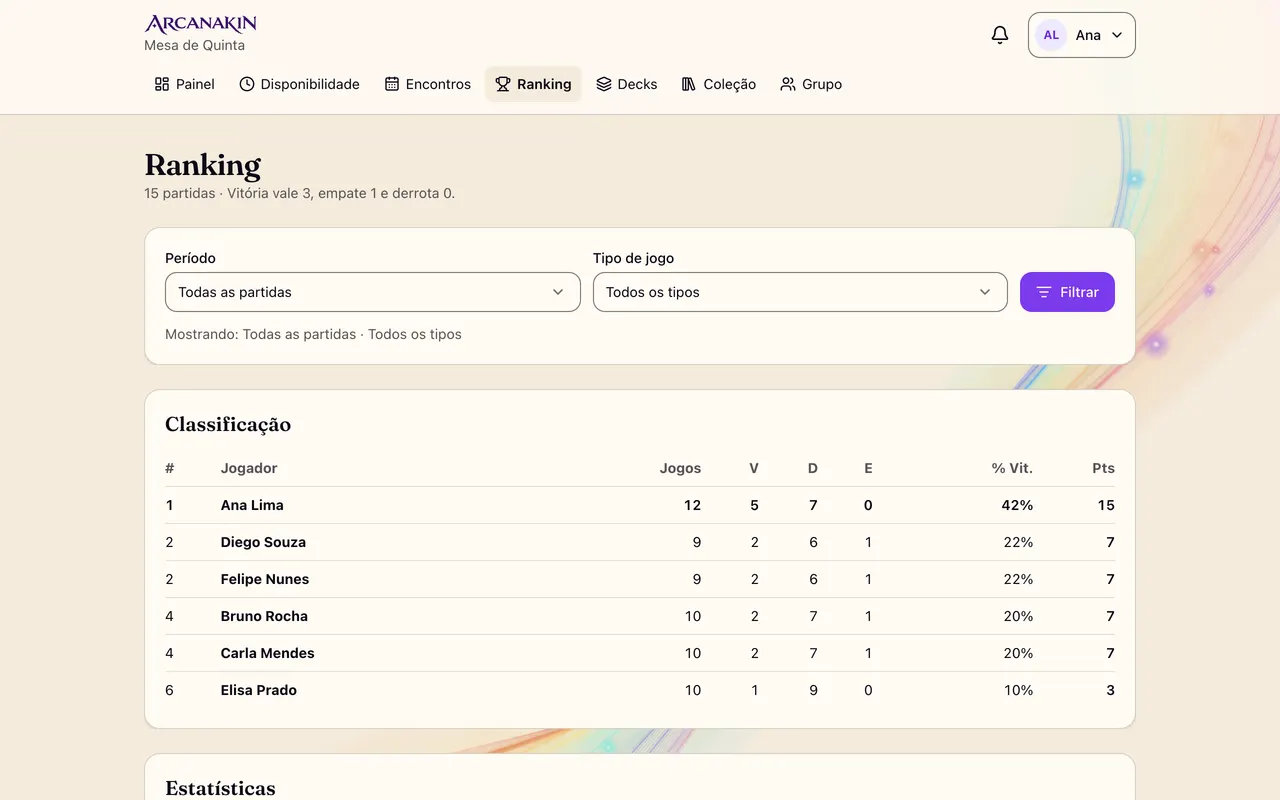 ARCANAKIN
Mesa de Quinta
AL Ana
Painel Disponibilidade Encontros Ranking Decks Coleção Grupo
Ranking
15 partidas · Vitória vale 3, empate 1 e derrota 0.
Período Tipo de jogo
Todas as partidas Todos os tipos Filtrar
Mostrando: Todas as partidas · Todos os tipos
Classificação
# Jogador Jogos V D E % Vit. Pts
1 Ana Lima 12 5 7 0 42% 15
2 Diego Souza 9 2 6 1 22% 7
2 Felipe Nunes 9 2 6 1 22% 7
4 Bruno Rocha 10 2 7 1 20% 7
4 Carla Mendes 10 2 7 1 20% 7
6 Elisa Prado 10 1 9 0 10% 3
Estatísticas